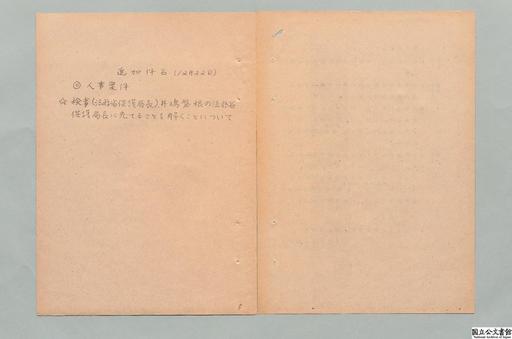 追加件名(12月22日)
◎人事案件
☆検事(法務省保護局長)井嶋磐根の法務省
保護局長に充てることを解くことについて
国立公文書館
National Archives of Japan